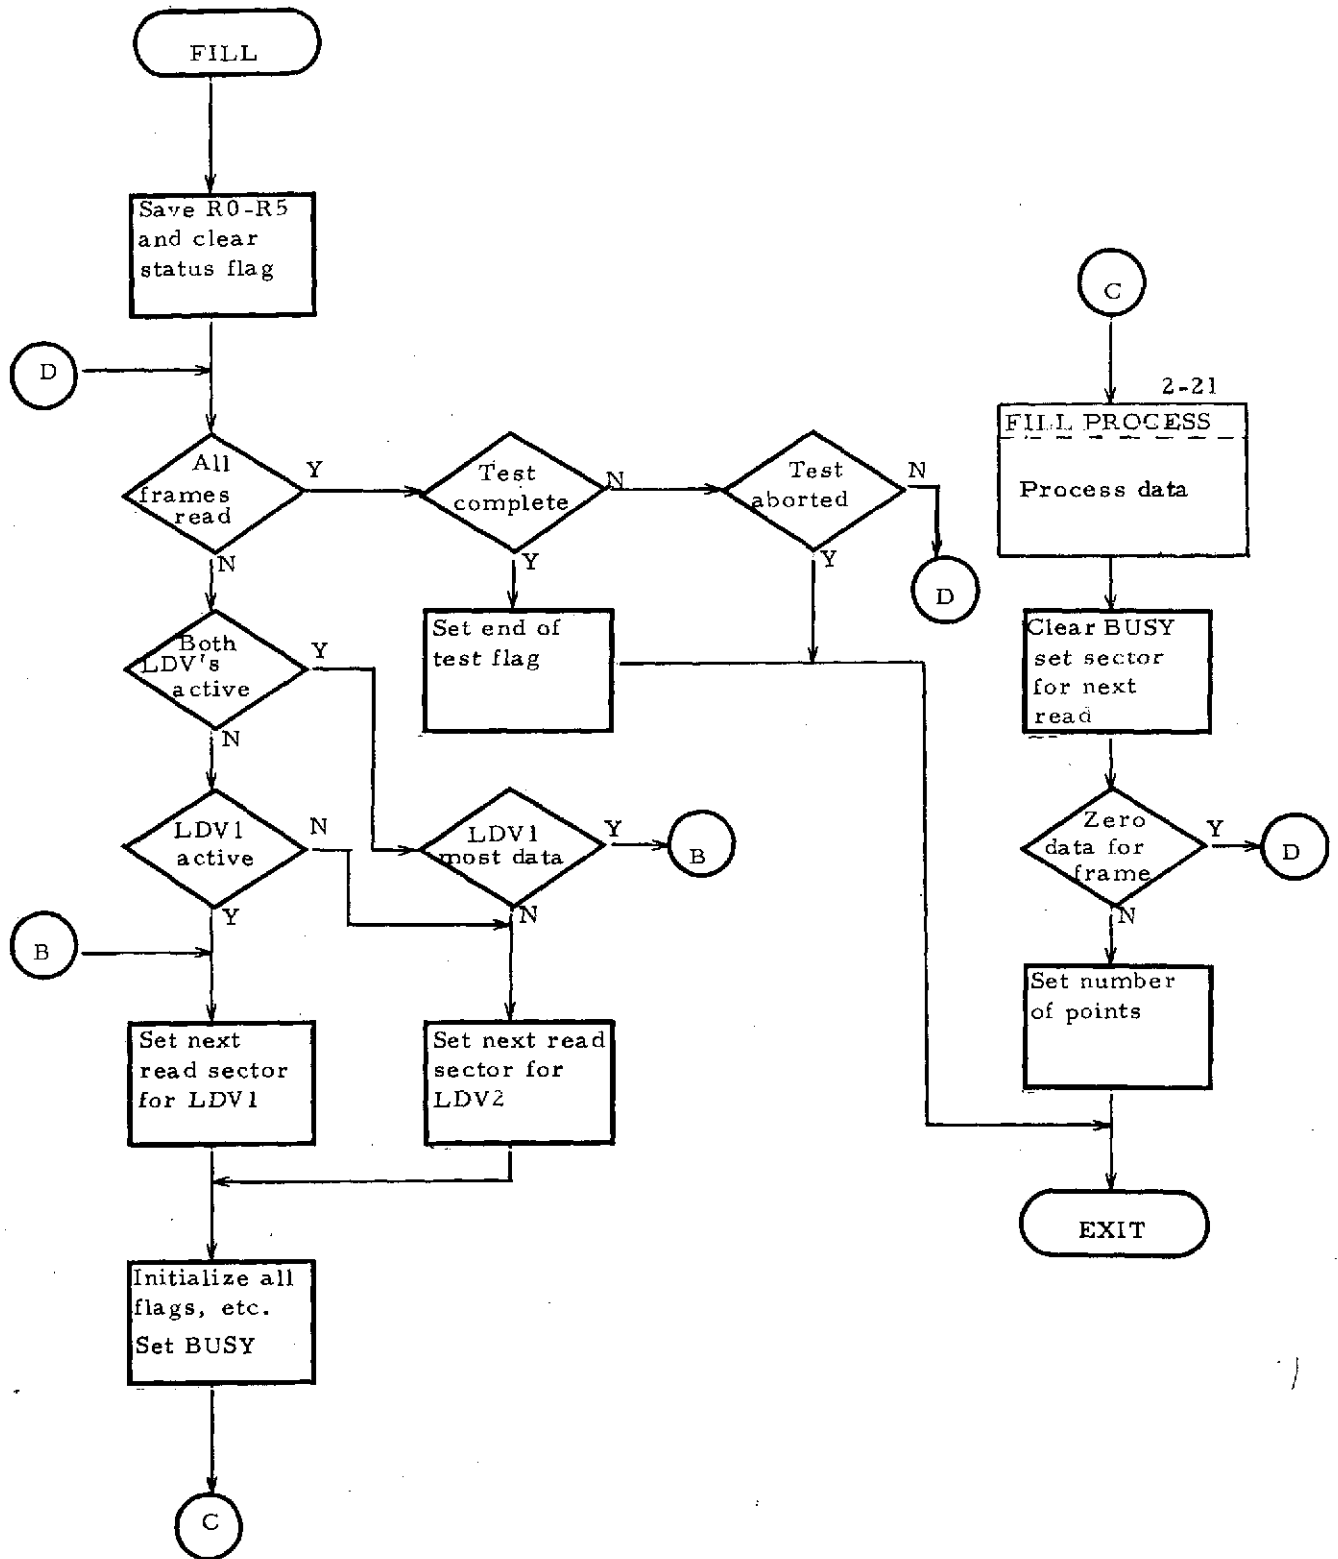 FILL
Save R0-R5
and clear
status flag
D
All
frames
read
Y
N
Test
complete
N
Y
Test
aborted
N
Y
D
Set end of
test flag
Both
LDV's
active
Y
N
LDV1
active
N
Y
LDV1
most data
Y
N
B
B
Set next
read sector
for LDV1
Set next read
sector for
LDV2
Initialize all
flags, etc.
Set BUSY
C
C
2-21
FILL PROCESS
Process data
Clear BUSY
set sector
for next
read
Zero
data for
frame
Y
N
D
Set number
of points
EXIT